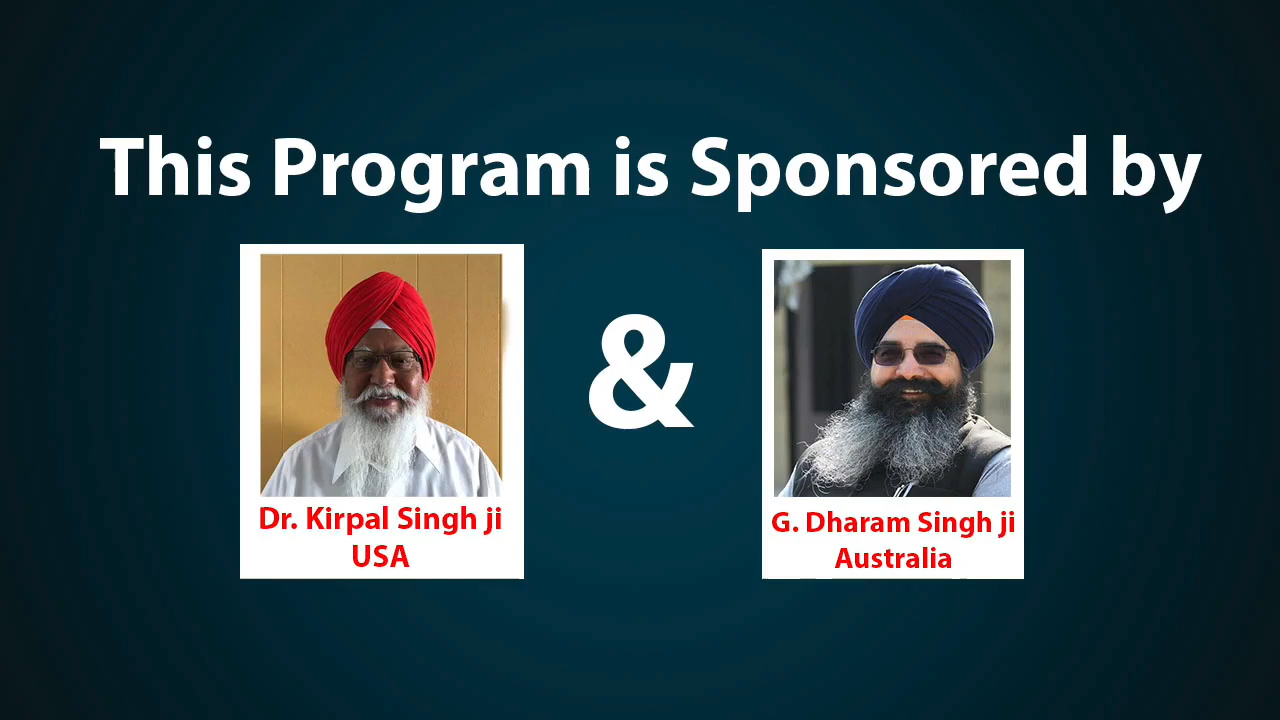 This Program is Sponsored by
&
Dr. Kirpal Singh ji
USA
G. Dharam Singh ji
Australia